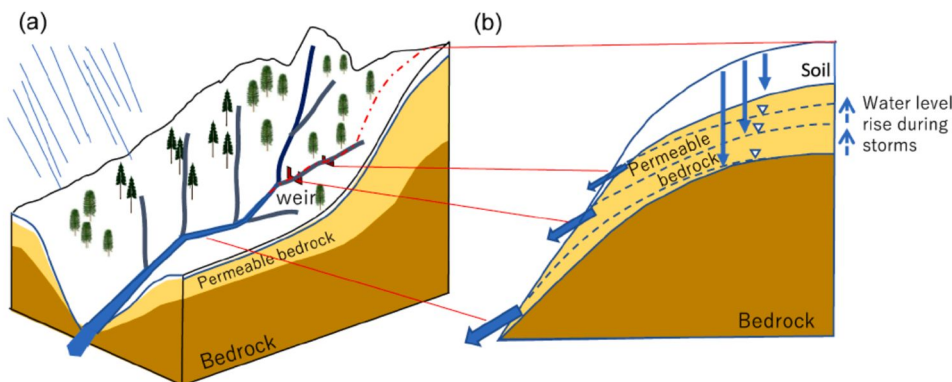 (a)
weir
Permeable bedrock
Bedrock
(b)
Soil
Water level
rise during
storms
Permeable
bedrock
Bedrock